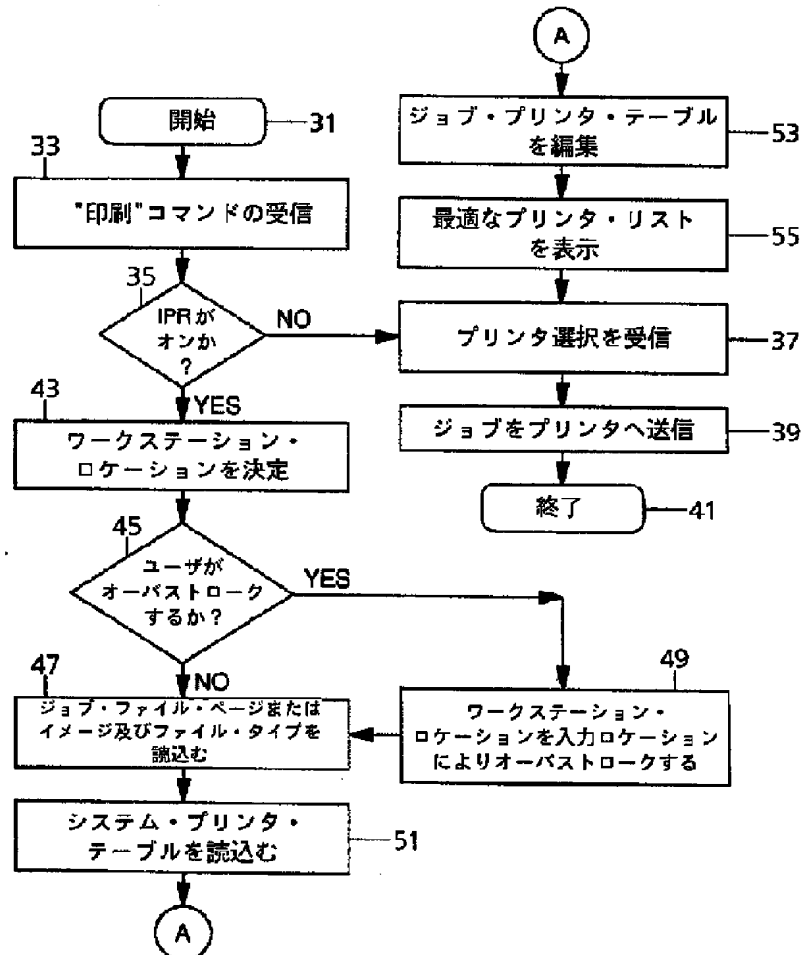 開始
31
33
"印刷"コマンドの受信
35
IPRが
オンか
?
NO
YES
43
ワークステーション・
ロケーションを決定
45
ユーザが
オーバストローク
するか?
YES
NO
47
ジョブ・ファイル・ページまたは
イメージ及びファイル・タイプを
読込む
49
ワークステーション・
ロケーションを入力ロケーション
によりオーバストロークする
システム・プリンタ・
テーブルを読込む
51
A
A
ジョブ・プリンタ・テーブル
を編集
53
最適なプリンタ・リスト
を表示
55
プリンタ選択を受信
37
ジョブをプリンタへ送信
39
終了
41